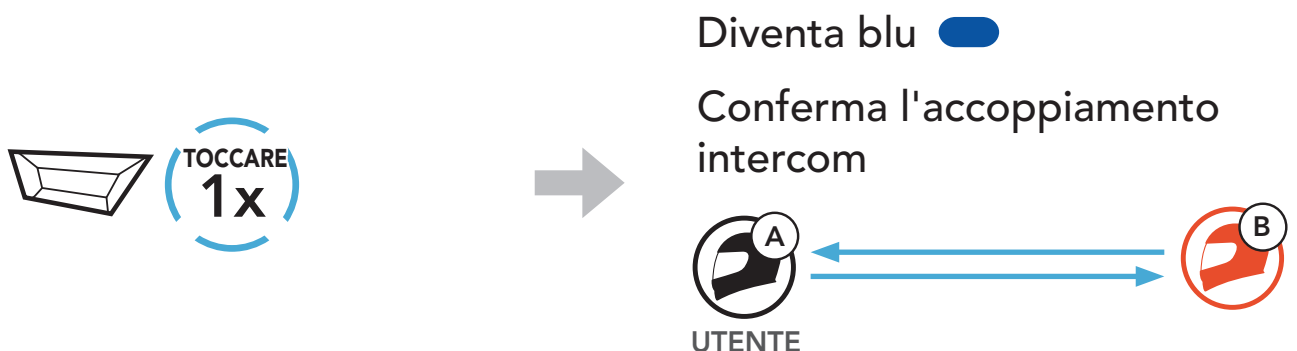 Diventa blu
Conferma l'accoppiamento
intercom
TOCCARE
1x
A
B
UTENTE